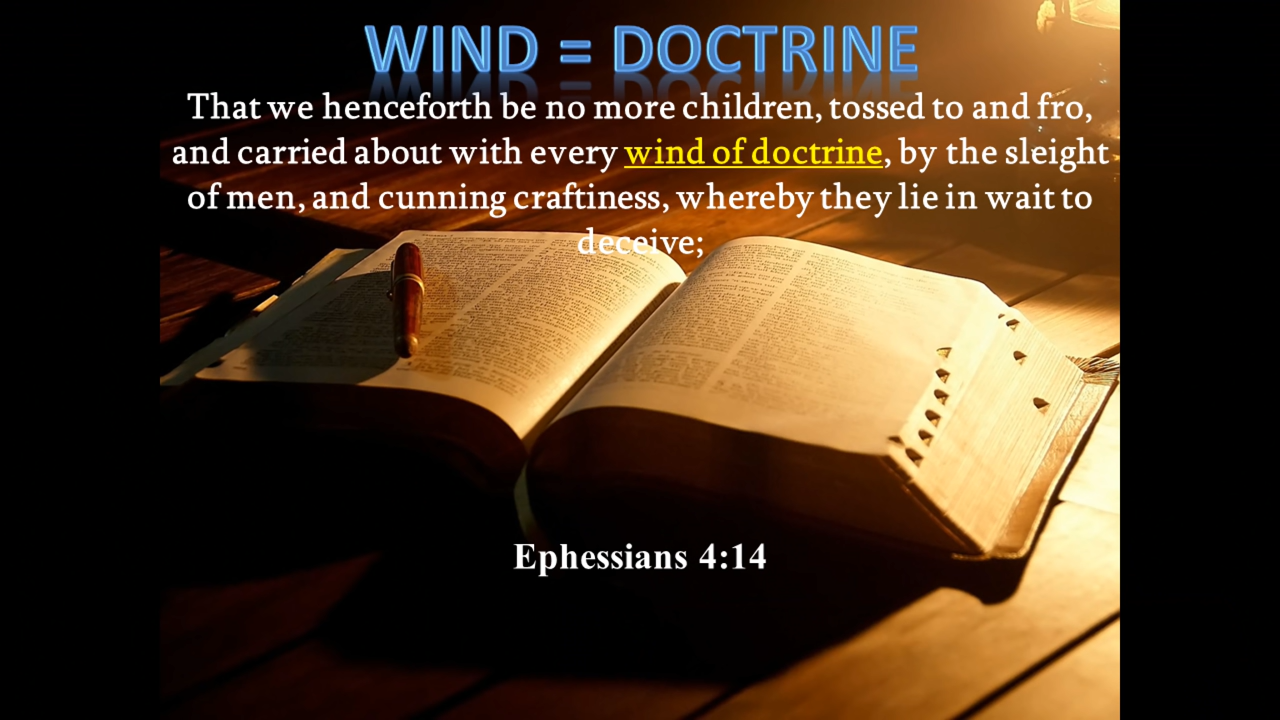 WIND = DOCTRINE
That we henceforth be no more children, tossed to and fro,
and carried about with every wind of doctrine, by the sleight
of men, and cunning craftiness, whereby they lie in wait to
deceive;
Ephessians 4:14